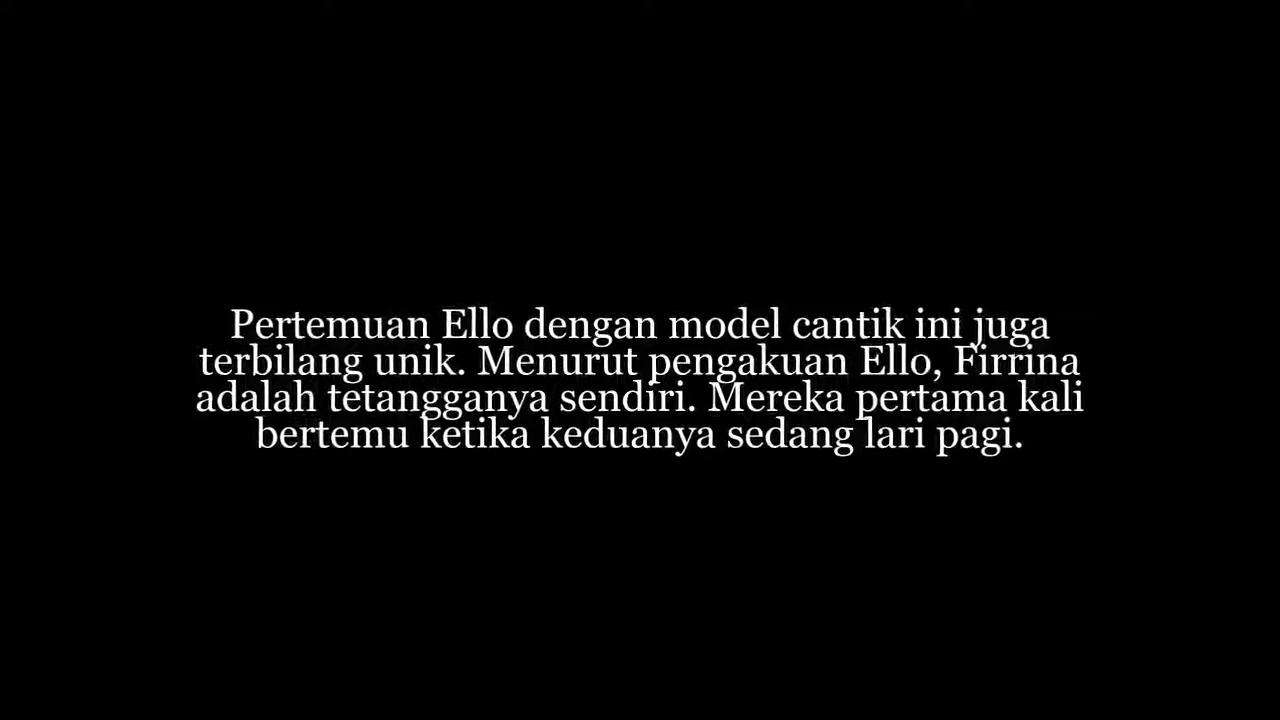 Pertemuan Ello dengan model cantik ini juga
terbilang unik. Menurut pengakuan Ello, Firrina
adalah tetangganya sendiri. Mereka pertama kali
bertemu ketika keduanya sedang lari pagi.